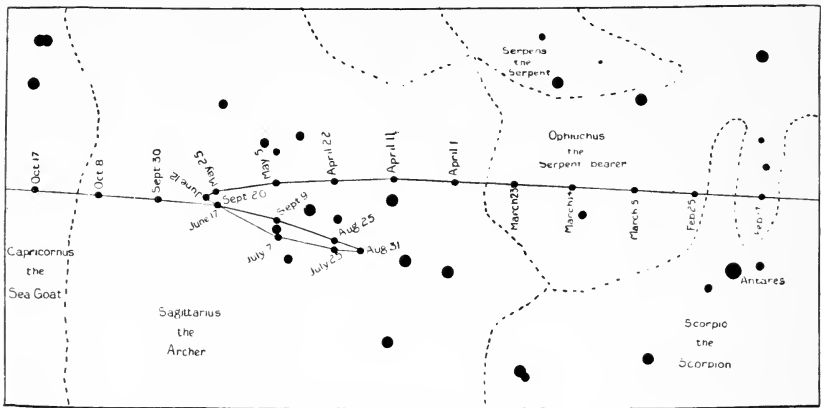 Serpens
the
Serpent
Ophiuchus
the
Serpent bearer
Oct 17
Oct 8
Sept 30
June 12
May 25
May 5
April 22
April 11
April 1
March 23
March 14
March 5
Feb 25
Feb 17
Sept 26
June 17
Sept 9
Aug 25
Aug 31
July 7
July 23
Capricornus
the
Sea Goat
Sagittarius
the
Archer
Antares
Scorpio
the
Scorpion